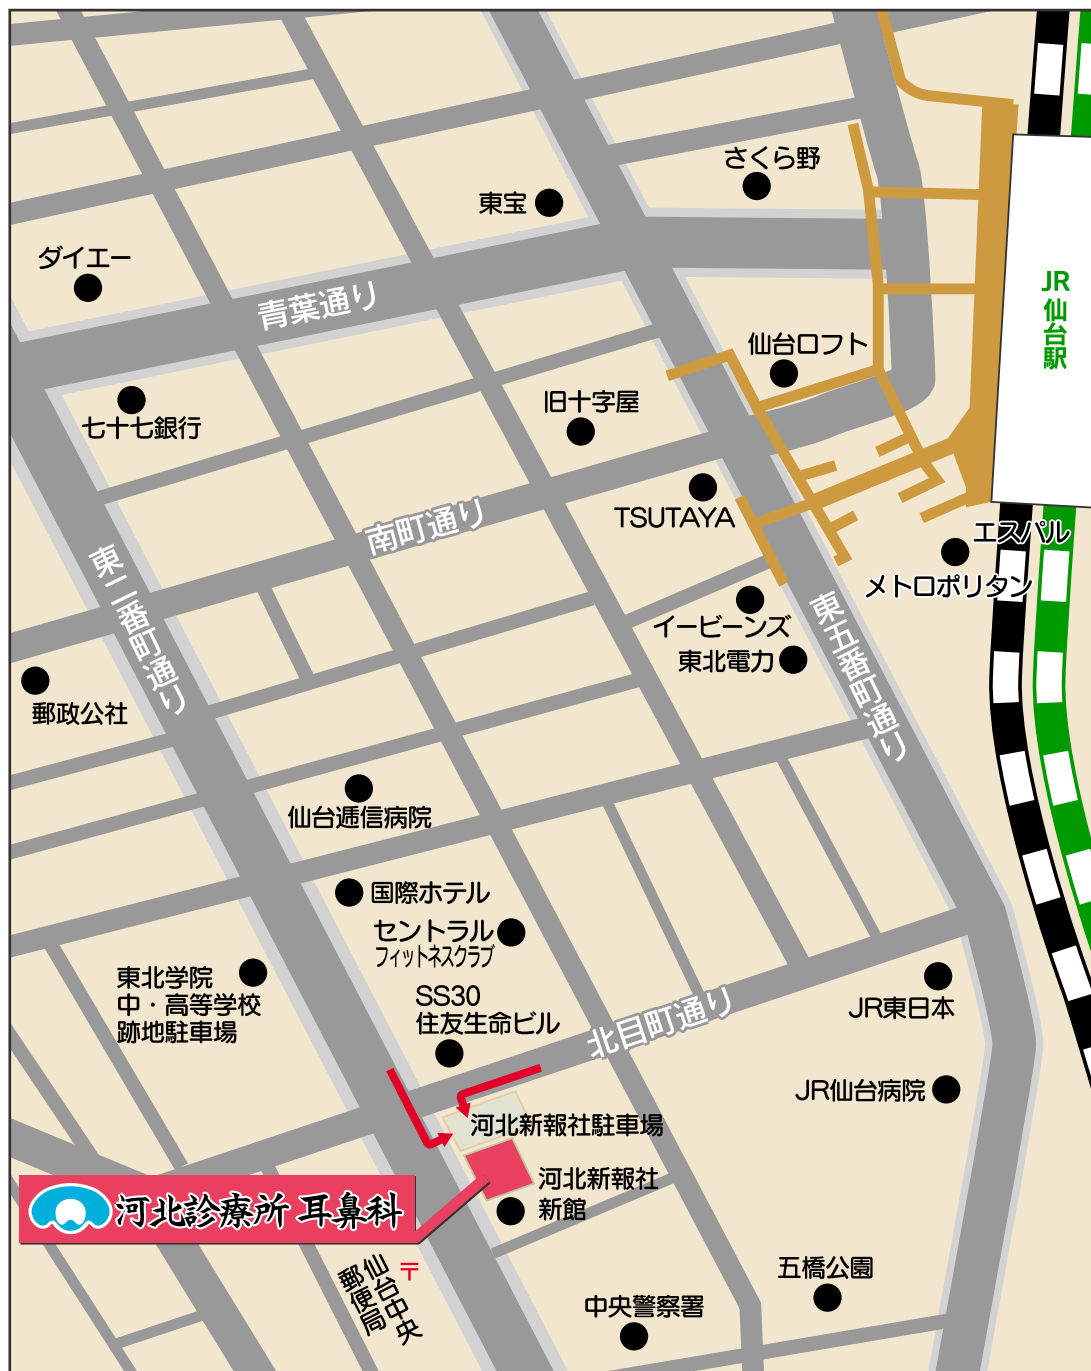 さくら野
東宝
ダイエー
青葉通り
JR
仙台駅
仙台ロフト
旧十字屋
七十七銀行
TSUTAYA
南町通り
エスパル
メトロポリタン
東二番町通り
イービーンズ
東北電力
東五番町通り
郵政公社
仙台逓信病院
国際ホテル
セントラル
フィットネスクラブ
東北学院
中・高等学校
跡地駐車場
SS30
住友生命ビル
北目町通り
JR東日本
JR仙台病院
河北新報社駐車場
河北新報社
新館
河北診療所 耳鼻科
〒
仙台中央
郵便局
五橋公園
中央警察署